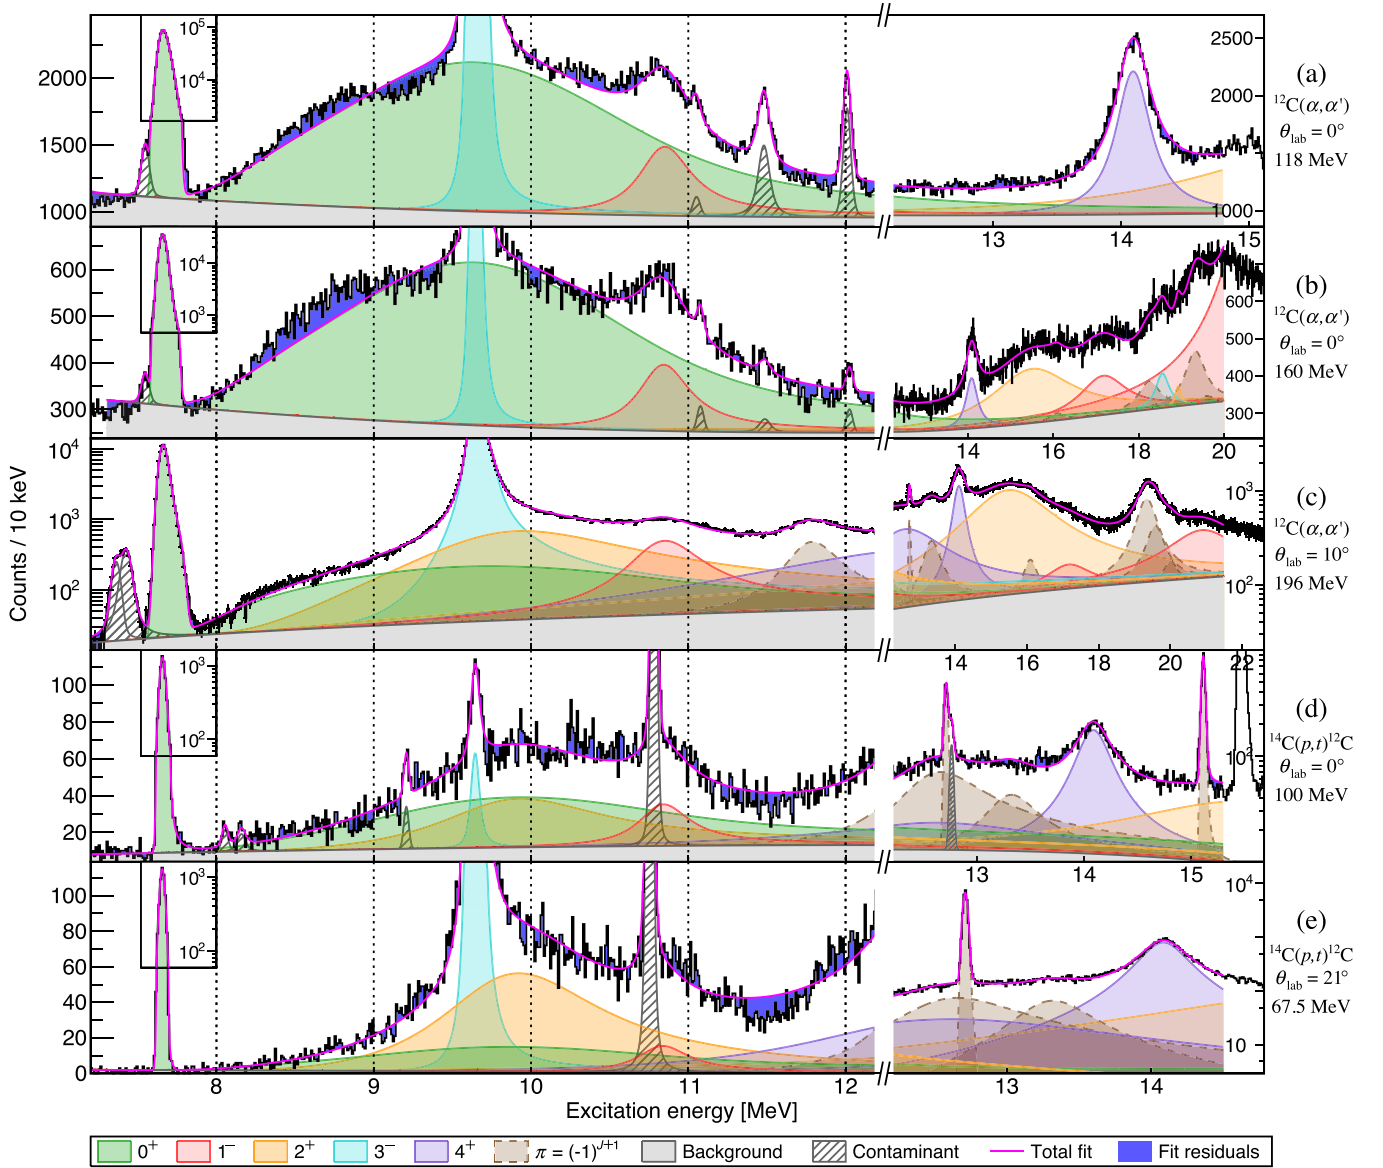 10⁵
10⁴
2000
1500
1000
2500
2000
1000
(a)
¹²C(α,α')
θlab = 0°
118 MeV
13 14 15
10⁴
10³
600
500
400
300
600
500
400
300
(b)
¹²C(α,α')
θlab = 0°
160 MeV
14 16 18 20
10⁴
10³
10²
10³
10²
(c)
¹²C(α,α')
θlab = 10°
196 MeV
14 16 18 20 22
10³
10²
100
80
60
40
20
10²
(d)
¹⁴C(p,t)¹²C
θlab = 0°
100 MeV
13 14 15
10³
10²
100
80
60
40
20
0
10⁴
10
(e)
¹⁴C(p,t)¹²C
θlab = 21°
67.5 MeV
8 9 10 11 12 13 14
Counts / 10 keV
Excitation energy [MeV]
0⁺ 1⁻ 2⁺ 3⁻ 4⁺ π = (-1)ᴶ⁺¹ Background Contaminant Total fit Fit residuals